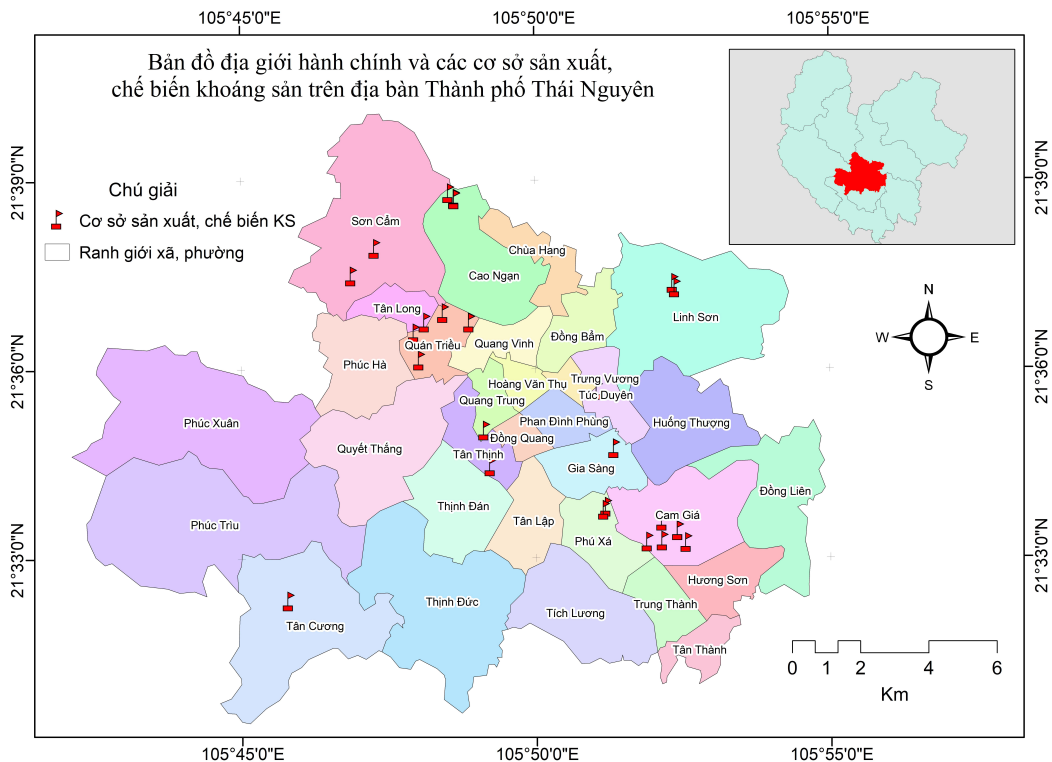 105°45'0"E 105°50'0"E 105°55'0"E
Bản đồ địa giới hành chính và các cơ sở sản xuất,
chế biến khoáng sản trên địa bàn Thành phố Thái Nguyên
21°39'0"N
21°39'0"N
Chú giải
Cơ sở sản xuất, chế biến KS
Ranh giới xã, phường
Sơn Cẩm
Chùa Hang
Cao Ngạn
Tân Long
Linh Sơn
N
W E
S
Quán Triều
Quang Vinh
Đồng Bẩm
Phúc Hà
21°36'0"N
21°36'0"N
Hoàng Văn Thụ
Trưng Vương
Túc Duyên
Quang Trung
Phúc Xuân
Phan Đình Phùng
Huống Thượng
Đồng Quang
Quyết Thắng
Tân Thịnh
Gia Sàng
Đồng Liên
Thịnh Đán
Cam Giá
Tân Lập
Phúc Trìu
Phú Xá
21°33'0"N
21°33'0"N
Hương Sơn
Thịnh Đức
Trung Thành
Tích Lương
Tân Cương
Tân Thành
0 1 2 4 6
Km
105°45'0"E 105°50'0"E 105°55'0"E